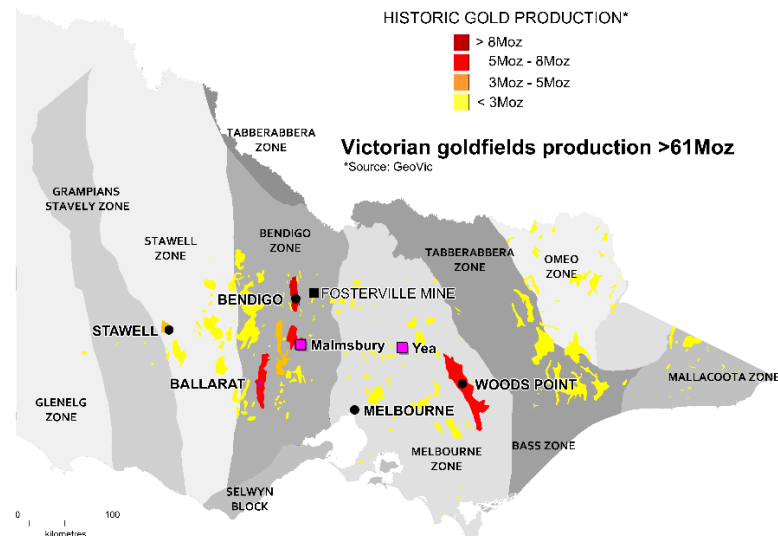 HISTORIC GOLD PRODUCTION*
> 8Moz
5Moz - 8Moz
3Moz - 5Moz
< 3Moz
Victorian goldfields production >61Moz
*Source: GeoVic
TABBERABBERA
ZONE
GRAMPIANS
STAVELY ZONE
STAWELL
ZONE
BENDIGO
ZONE
TABBERABBERA
ZONE
OMEO
ZONE
BENDIGO
FOSTERVILLE MINE
STAWELL
Malmsbury
Yea
BALLARAT
WOODS POINT
MALLACOOTA ZONE
GLENELG
ZONE
MELBOURNE
MELBOURNE
ZONE
BASS ZONE
SELWYN
BLOCK
0 100
kilometres